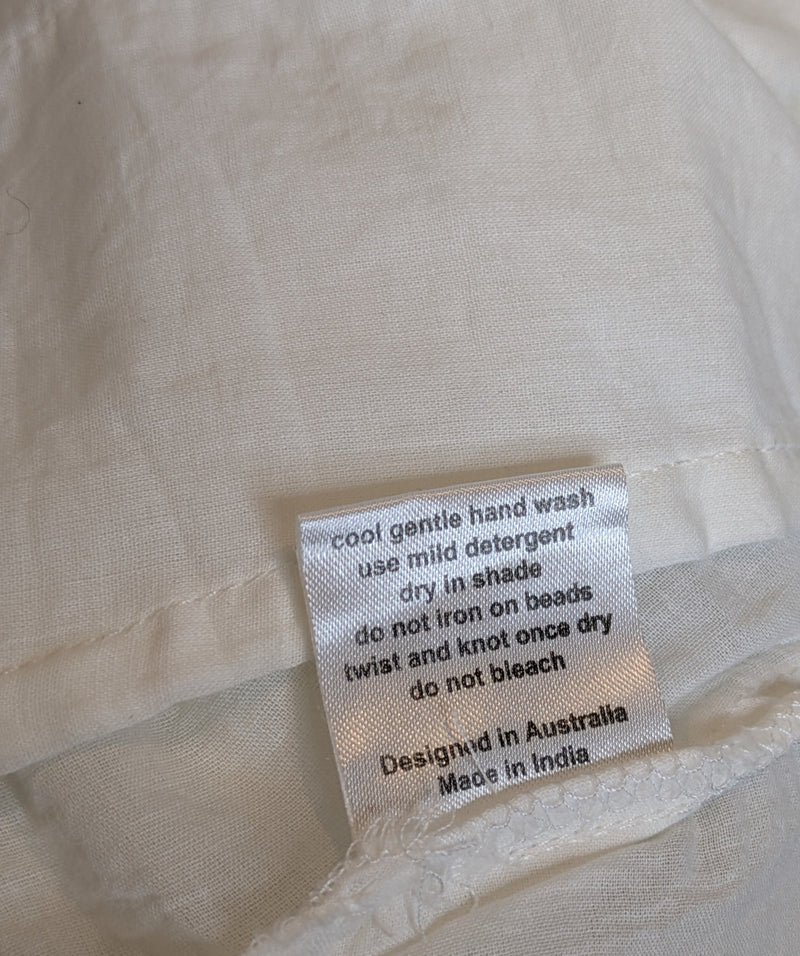 cool gentle hand wash
use mild detergent
dry in shade
do not iron on beads
twist and knot once dry
do not bleach
Designed in Australia
Made in India